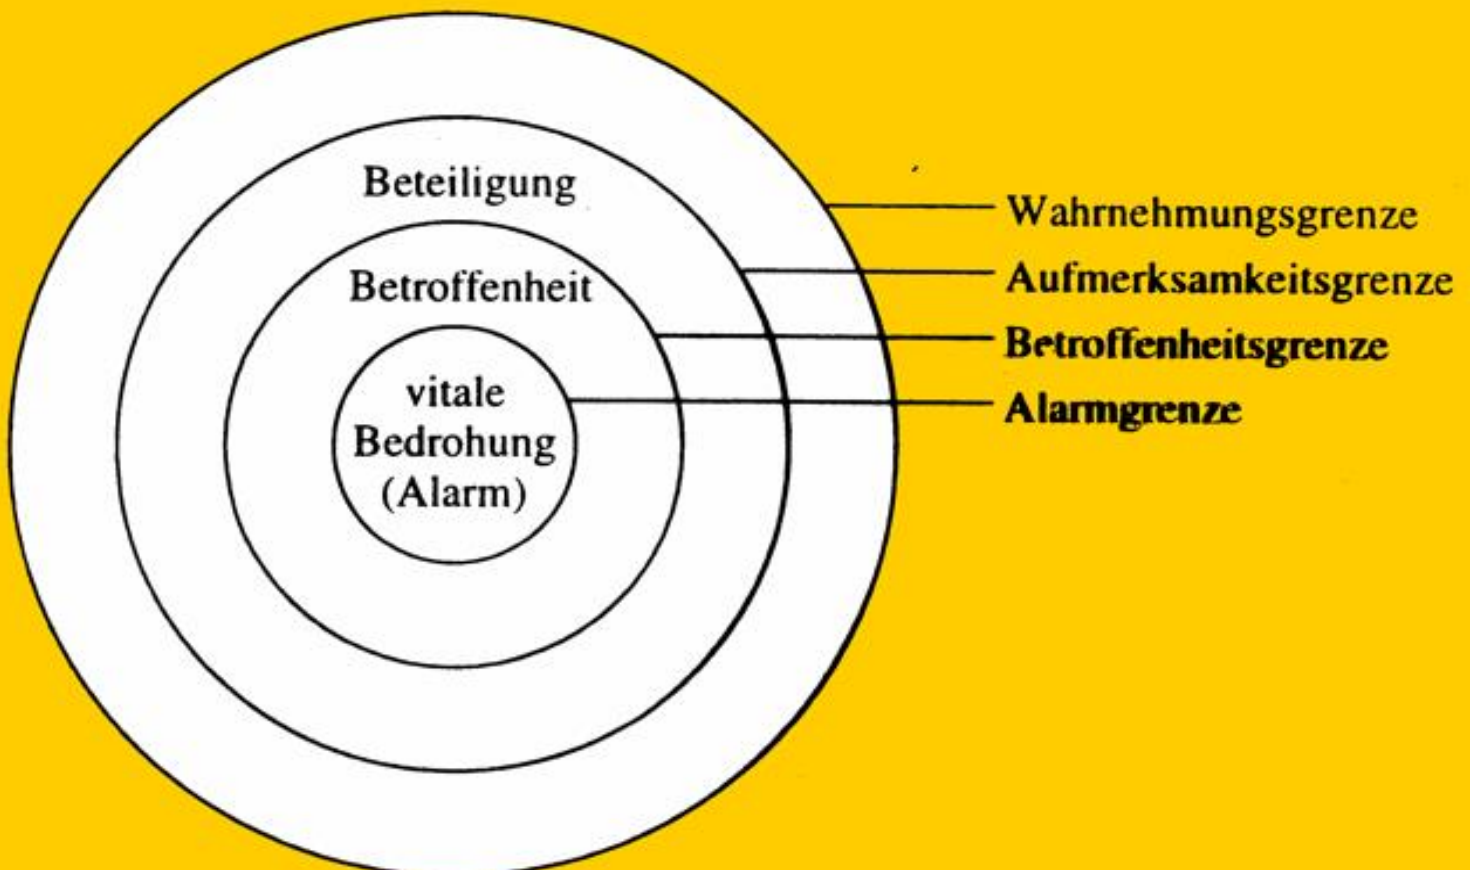 Beteiligung
Betroffenheit
vitale
Bedrohung
(Alarm)
Wahrnehmungsgrenze
Aufmerksamkeitsgrenze
Betroffenheitsgrenze
Alarmgrenze